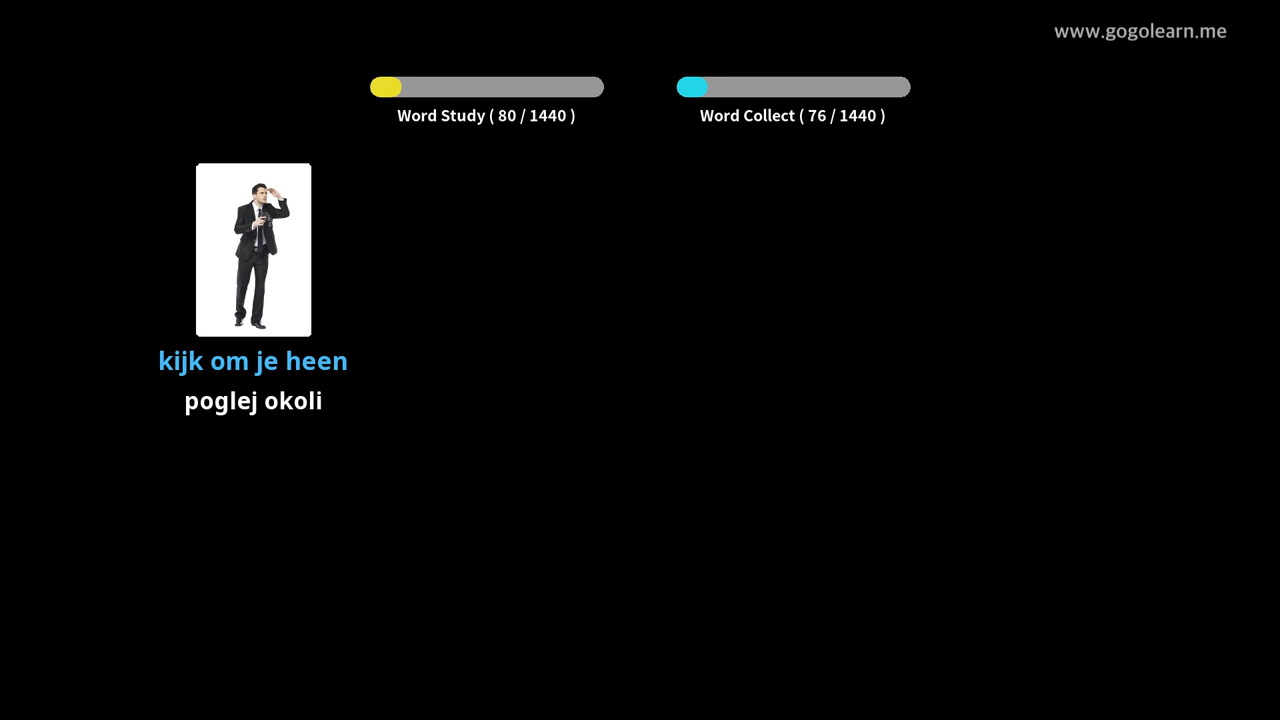 www.gogolearn.me
Word Study ( 80 / 1440 )
Word Collect ( 76 / 1440 )
kijk om je heen
poglej okoli